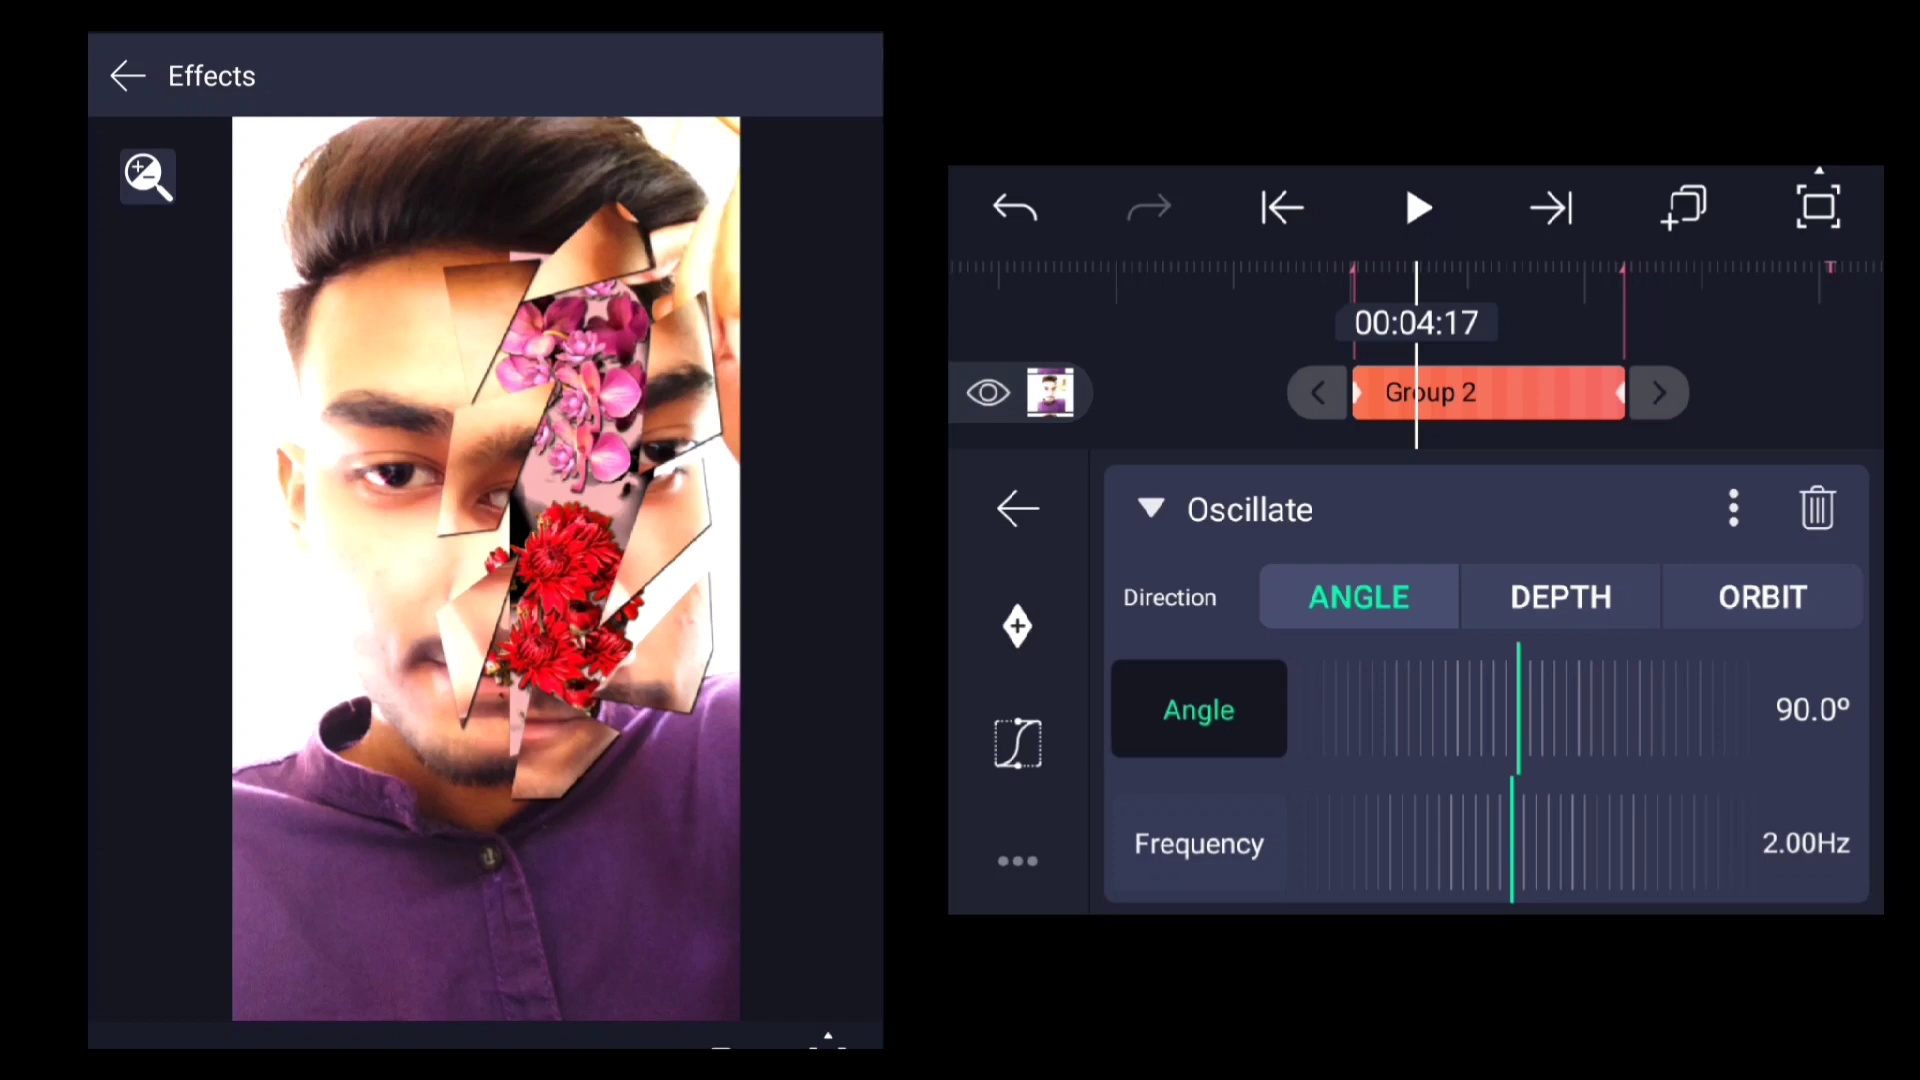 Effects
00:04:17
Group 2
Oscillate
Direction
ANGLE
DEPTH
ORBIT
Angle
90.0º
Frequency
2.00Hz